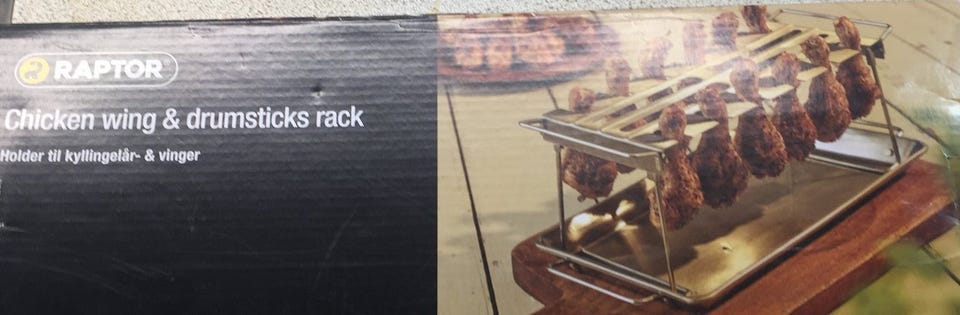 RAPTOR
Chicken wing & drumsticks rack
Holder til kyllingelår- & vinger